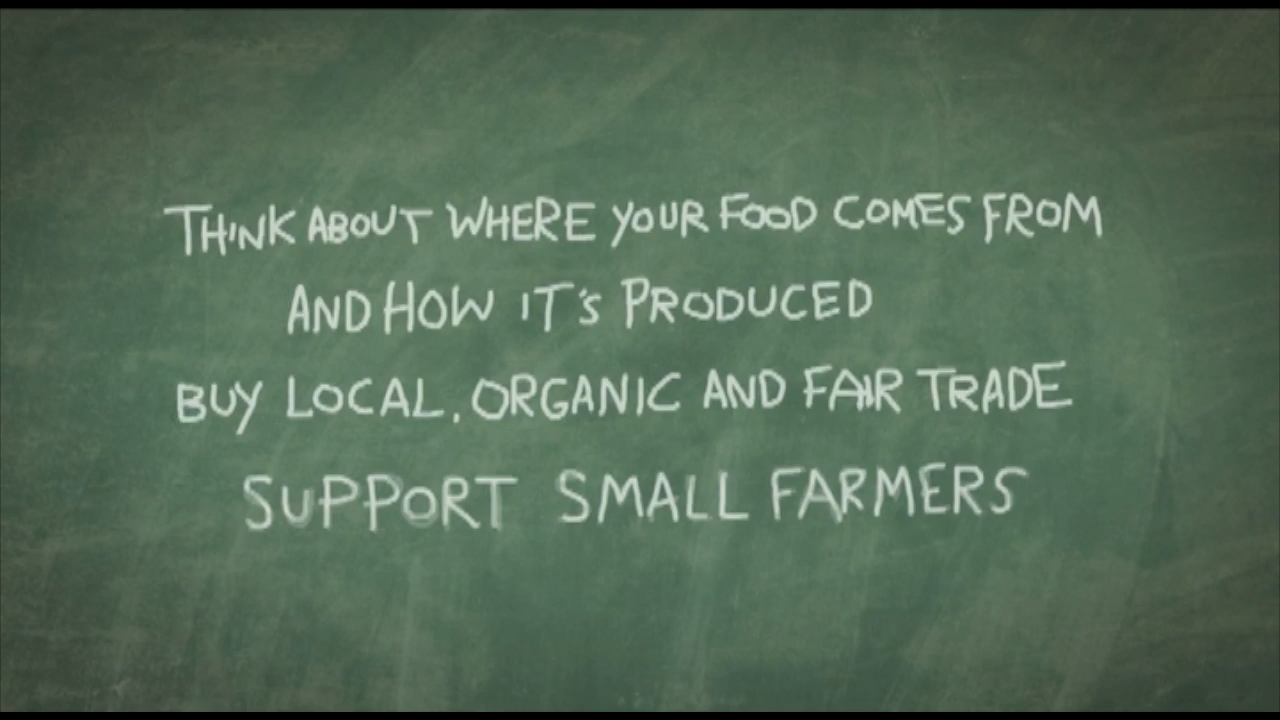 THINK ABOUT WHERE YOUR FOOD COMES FROM
AND HOW IT'S PRODUCED
BUY LOCAL, ORGANIC AND FAIR TRADE
SUPPORT SMALL FARMERS